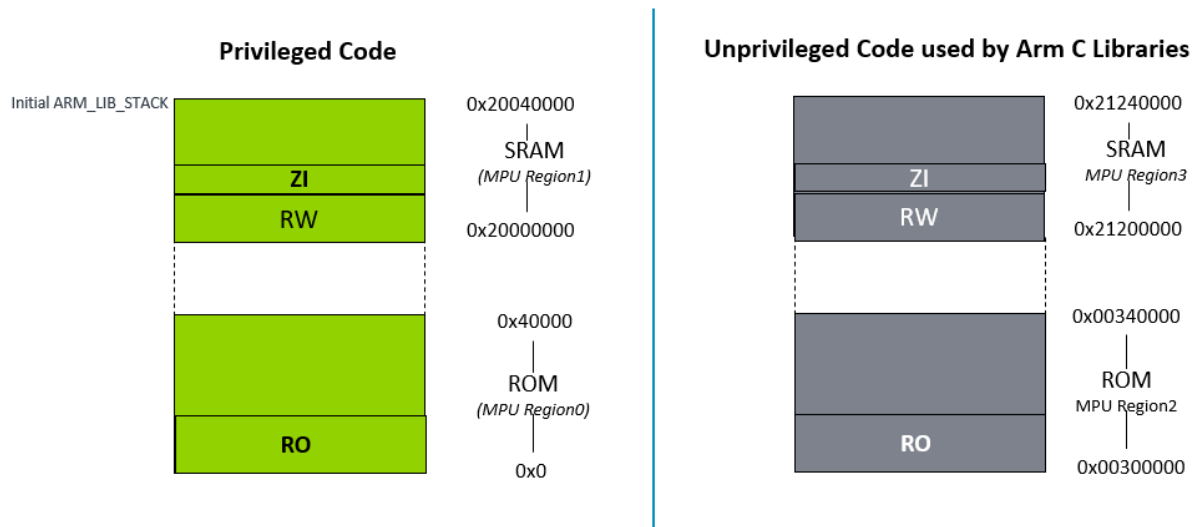 Privileged Code
Initial ARM_LIB_STACK
0x20040000
SRAM
(MPU Region1)
ZI
RW
0x20000000
0x40000
ROM
(MPU Region0)
RO
0x0
Unprivileged Code used by Arm C Libraries
0x21240000
SRAM
MPU Region3
ZI
RW
0x21200000
0x00340000
ROM
MPU Region2
RO
0x00300000